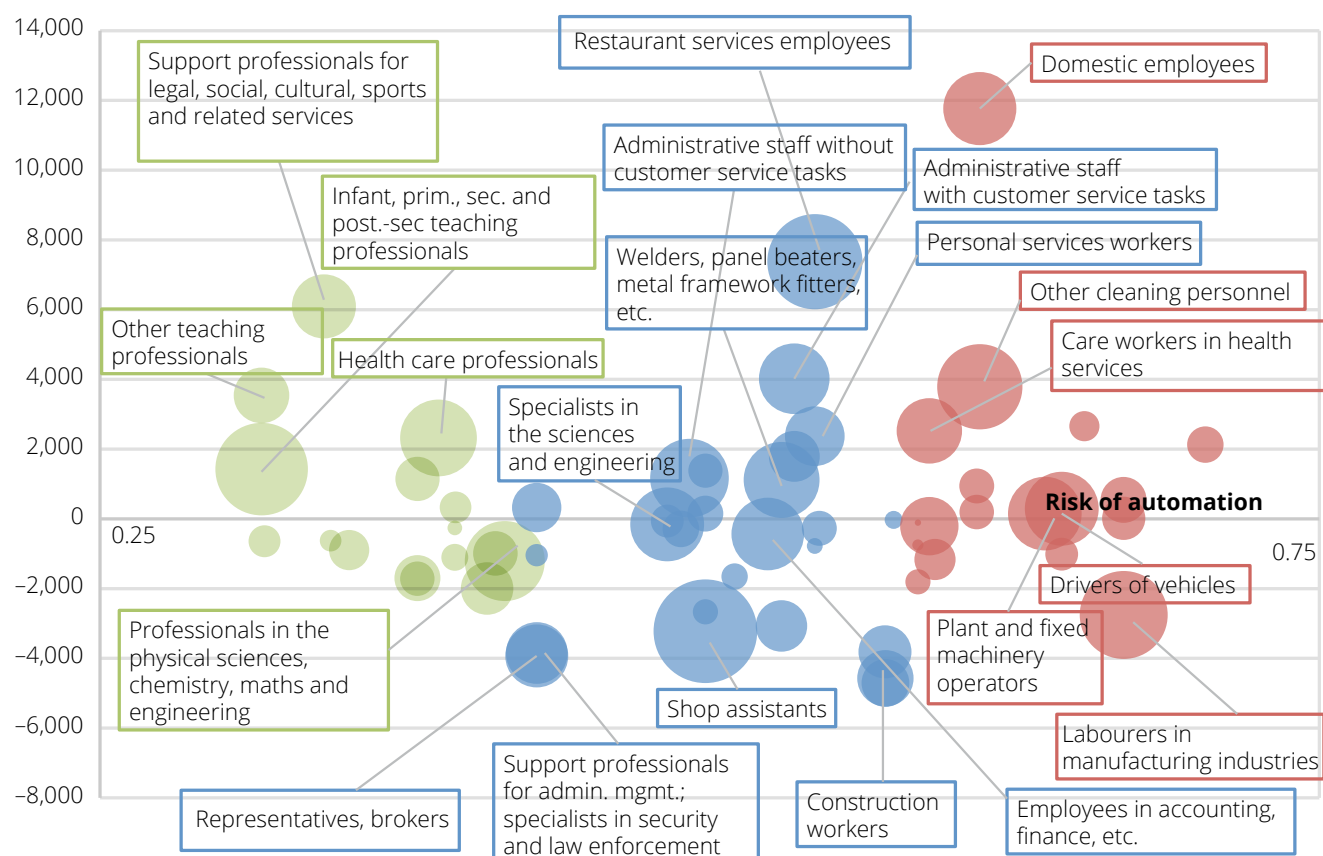 14,000
12,000
10,000
8,000
6,000
4,000
2,000
0
–2,000
–4,000
–6,000
–8,000
0.25
0.75
Risk of automation
Support professionals for
legal, social, cultural, sports
and related services
Restaurant services employees
Domestic employees
Administrative staff without
customer service tasks
Administrative staff
with customer service tasks
Infant, prim., sec. and
post.-sec teaching
professionals
Welders, panel beaters,
metal framework fitters,
etc.
Personal services workers
Other cleaning personnel
Other teaching
professionals
Health care professionals
Care workers in health
services
Specialists in
the sciences
and engineering
Drivers of vehicles
Professionals in the
physical sciences,
chemistry, maths and
engineering
Plant and fixed
machinery
operators
Shop assistants
Labourers in
manufacturing industries
Representatives, brokers
Support professionals
for admin. mgmt.;
specialists in security
and law enforcement
Construction
workers
Employees in accounting,
finance, etc.